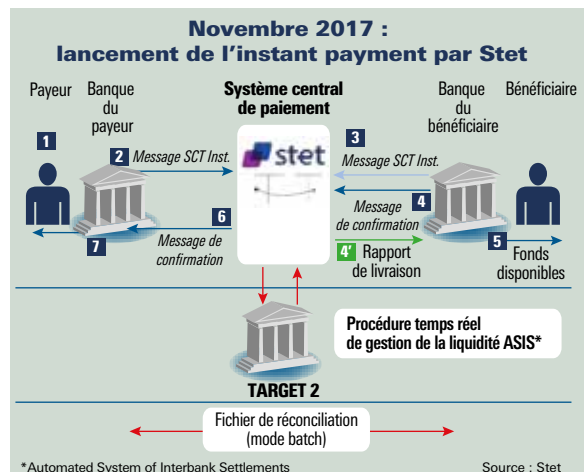 Novembre 2017 :
lancement de l'instant payment par Stet
Payeur
Banque
du
payeur
Système central
de paiement
Banque
du
bénéficiaire
Bénéficiaire
1
2 Message SCT Inst.
stet
3
Message SCT Inst.
4
Message
de confirmation
6
Message de
confirmation
7
4' Rapport
de livraison
5
Fonds
disponibles
Procédure temps réel
de gestion de la liquidité ASIS*
TARGET 2
Fichier de réconciliation
(mode batch)
*Automated System of Interbank Settlements
Source : Stet